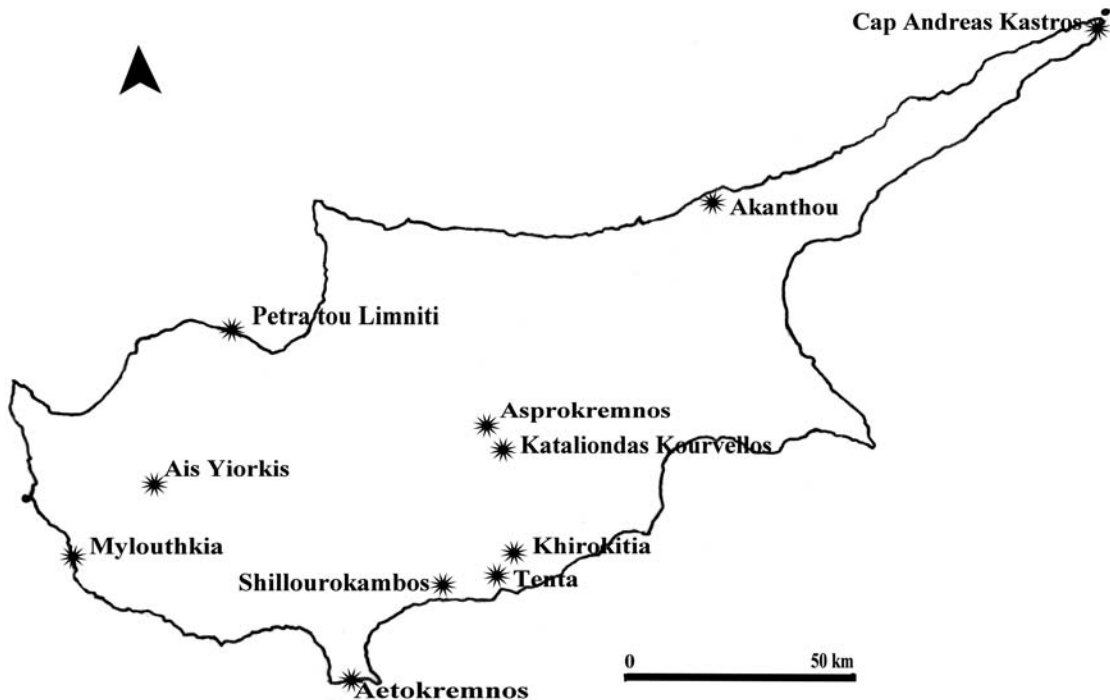 Cap Andreas Kastros
Akanthou
Petra tou Limniti
Asprokremnos
Kataliondas Kourvellos
Ais Yiorkis
Mylouthkia
Khirokitia
Shillourokambos
Tenta
Aetokremnos
0 50 km